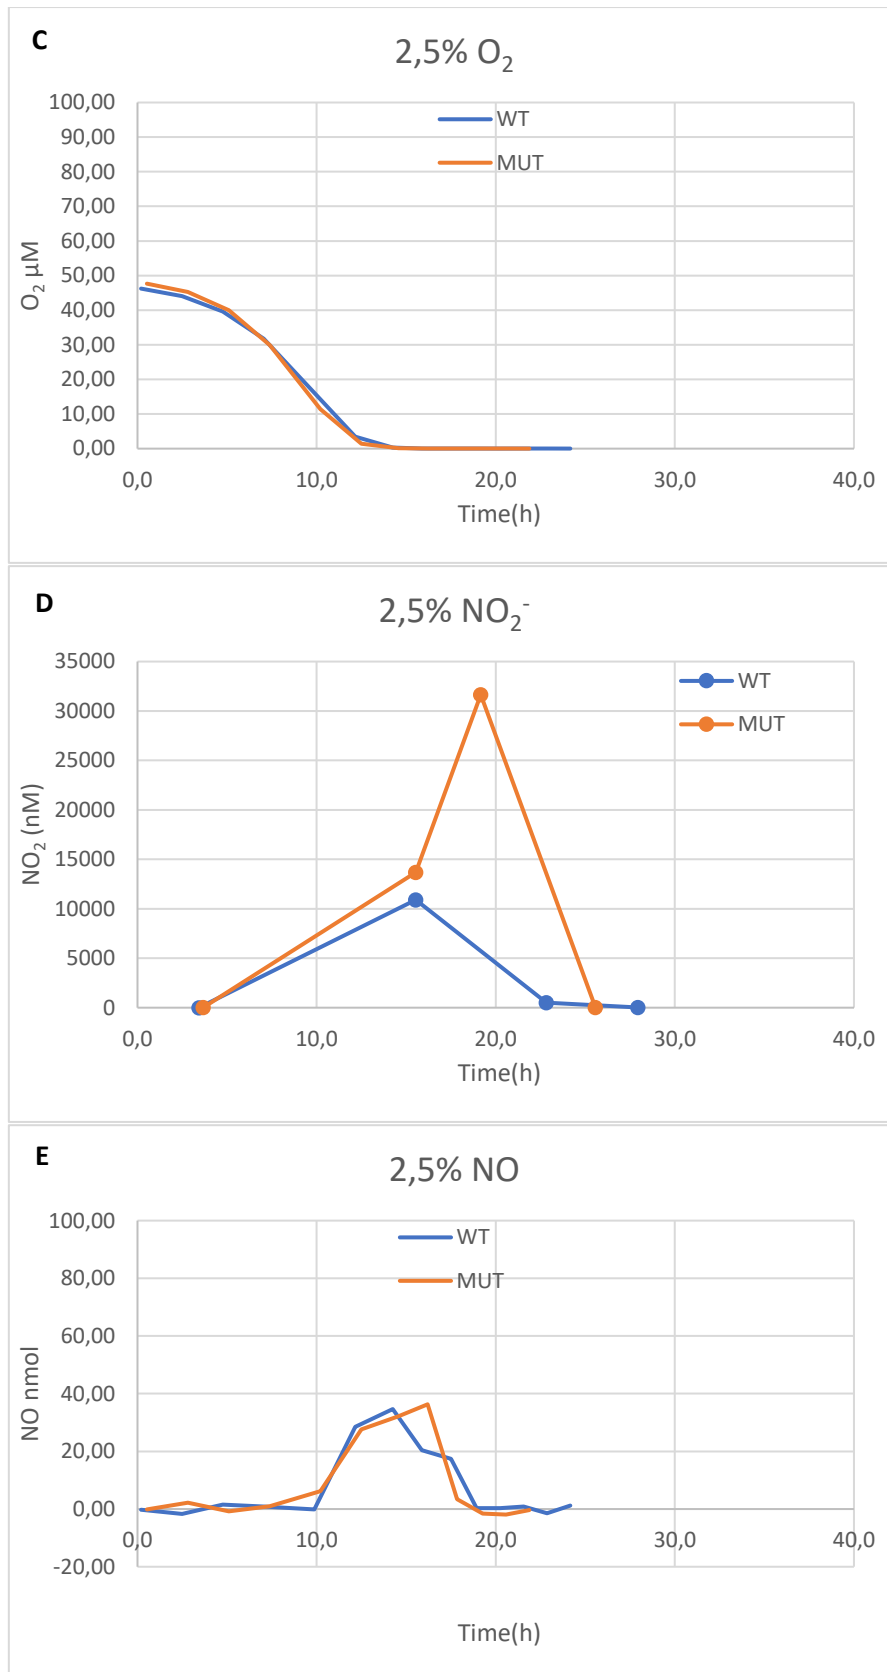 C
2,5% O₂
100,00
90,00
80,00
70,00
60,00
50,00
40,00
30,00
20,00
10,00
0,00
O₂ µM
WT
MUT
0,0 10,0 20,0 30,0 40,0
Time(h)
D
2,5% NO₂⁻
35000
30000
25000
20000
15000
10000
5000
0
NO₂ (nM)
WT
MUT
0,0 10,0 20,0 30,0 40,0
Time(h)
E
2,5% NO
100,00
80,00
60,00
40,00
20,00
0,00
-20,00
NO nmol
WT
MUT
0,0 10,0 20,0 30,0 40,0
Time(h)